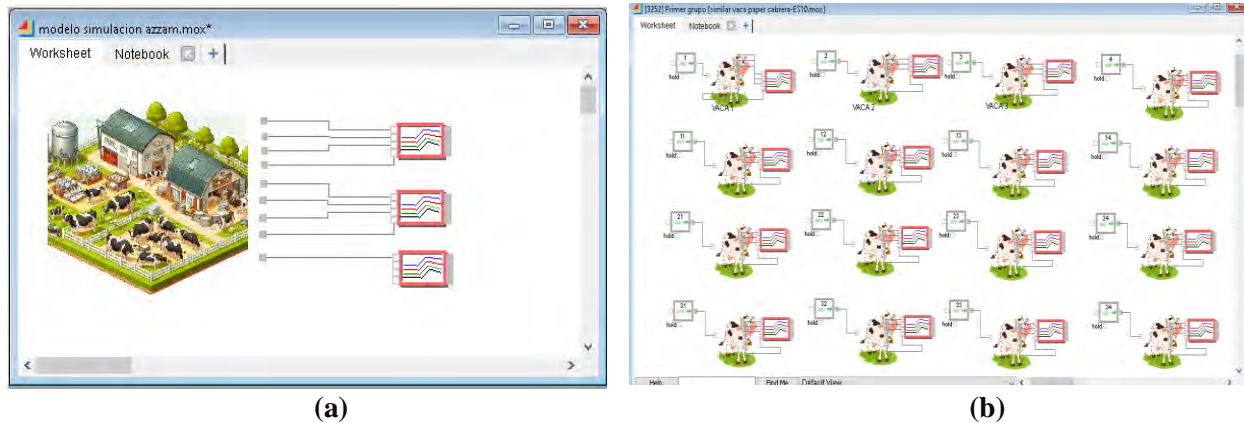 modelo simulacion azzam.mox*
Worksheet Notebook +
(a)
[3252] Primer grupo [similar vaca paper cabrera-ES10.mox]
Worksheet Notebook +
1 2 3 4
hold hold hold hold
VACA 1 VACA 2 VACA 3
11 12 13 14
hold hold hold hold
21 22 23 24
hold hold hold hold
31 32 33 34
hold hold hold hold
Help Find Me Default View
(b)